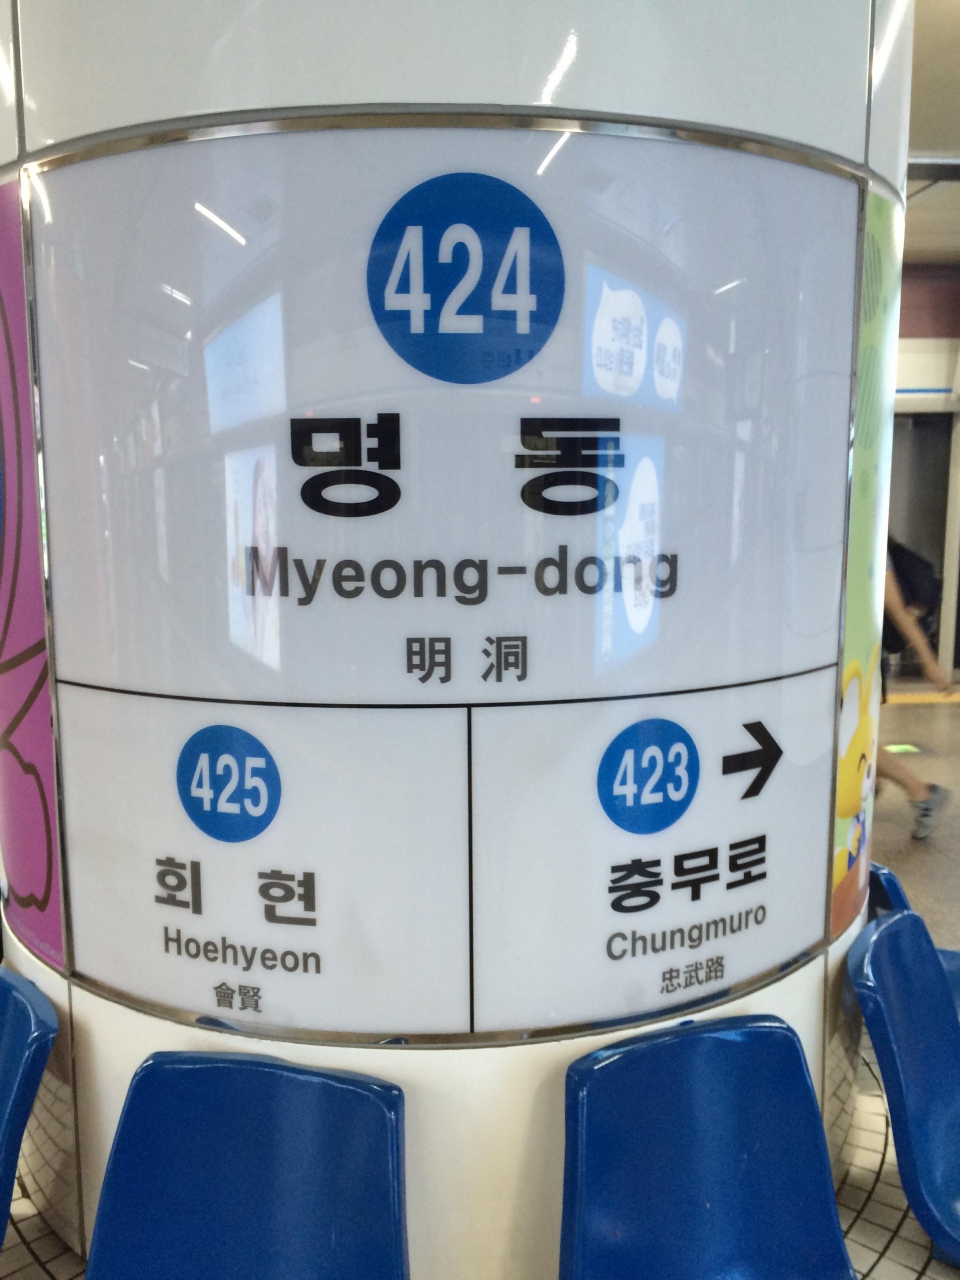 424
명 동
Myeong-dong
明 洞
425
회 현
Hoehyeon
會賢
423 →
충무로
Chungmuro
忠武路